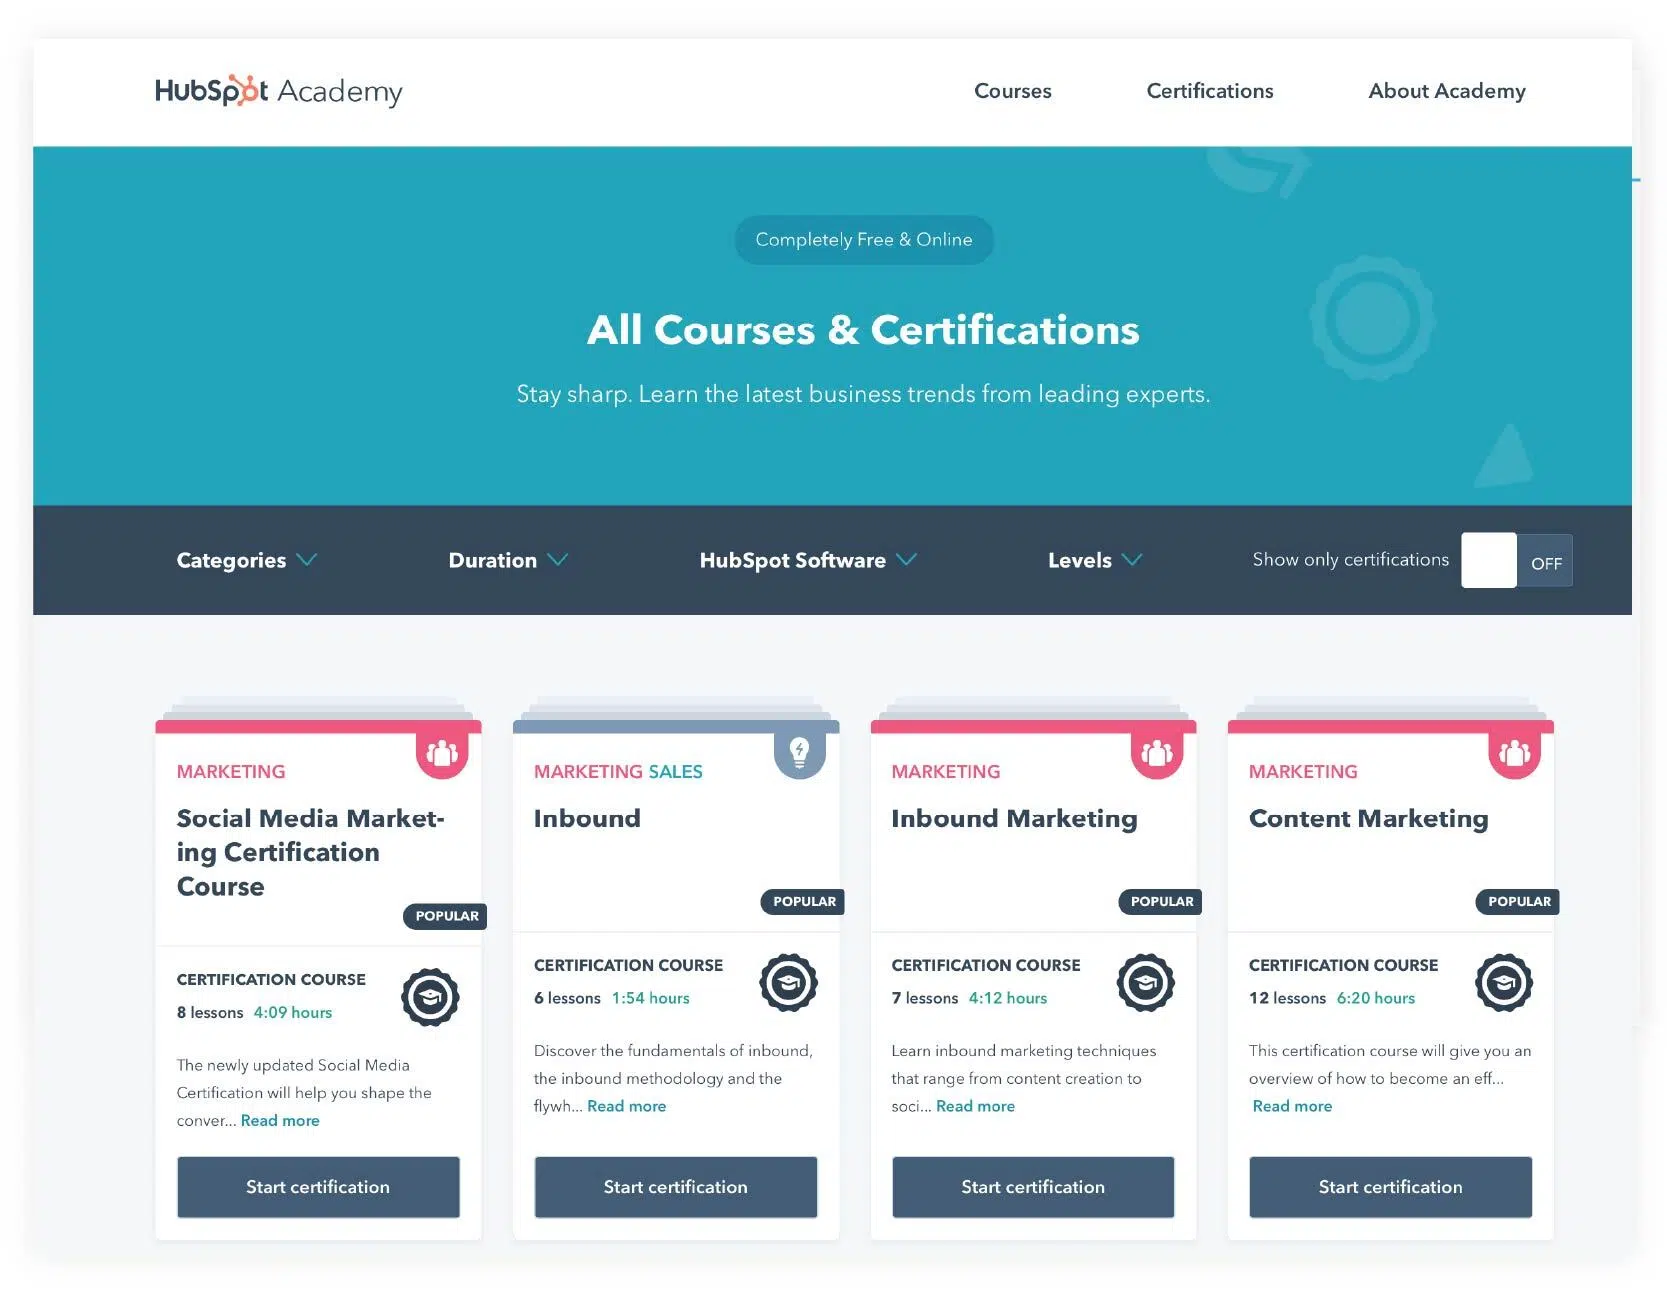 HubSpot Academy
Courses
Certifications
About Academy
Completely Free & Online
All Courses & Certifications
Stay sharp. Learn the latest business trends from leading experts.
Categories
Duration
HubSpot Software
Levels
Show only certifications
OFF
MARKETING
Social Media Market-
ing Certification
Course
POPULAR
CERTIFICATION COURSE
8 lessons 4:09 hours
The newly updated Social Media
Certification will help you shape the
conver... Read more
Start certification
MARKETING SALES
Inbound
POPULAR
CERTIFICATION COURSE
6 lessons 1:54 hours
Discover the fundamentals of inbound,
the inbound methodology and the
flywh... Read more
Start certification
MARKETING
Inbound Marketing
POPULAR
CERTIFICATION COURSE
7 lessons 4:12 hours
Learn inbound marketing techniques
that range from content creation to
soci... Read more
Start certification
MARKETING
Content Marketing
POPULAR
CERTIFICATION COURSE
12 lessons 6:20 hours
This certification course will give you an
overview of how to become an eff...
Read more
Start certification